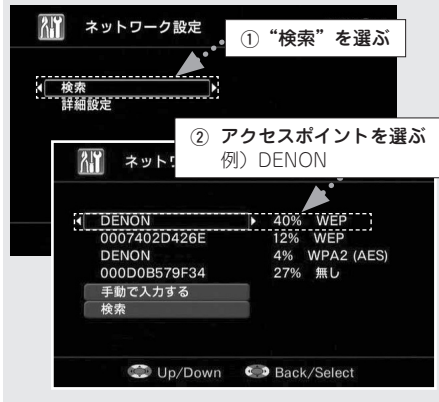 ネットワーク設定
① “検索”を選ぶ
検索
詳細設定
② アクセスポイントを選ぶ
例）DENON
ネット
DENON 40% WEP
0007402D426E 12% WEP
DENON 4% WPA2 (AES)
000D0B579F34 27% 無し
手動で入力する
検索
Up/Down Back/Select